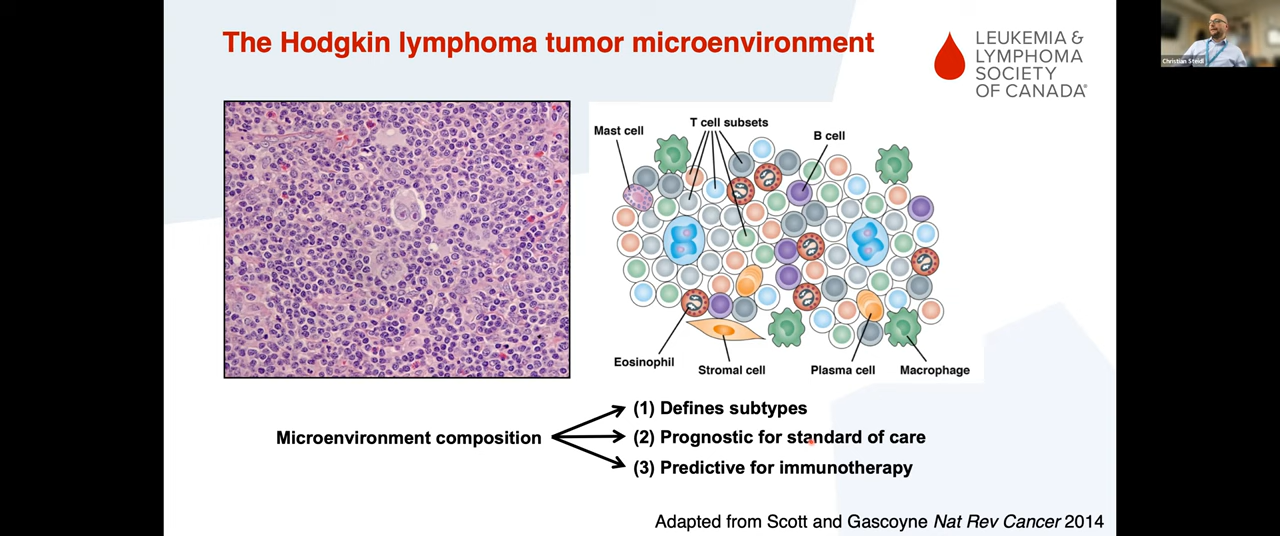 The Hodgkin lymphoma tumor microenvironment
LEUKEMIA &
LYMPHOMA
SOCIETY
OF CANADA®
Christian Steidl
Mast cell
T cell subsets
B cell
Eosinophil
Stromal cell
Plasma cell
Macrophage
Microenvironment composition
(1) Defines subtypes
(2) Prognostic for standard of care
(3) Predictive for immunotherapy
Adapted from Scott and Gascoyne Nat Rev Cancer 2014